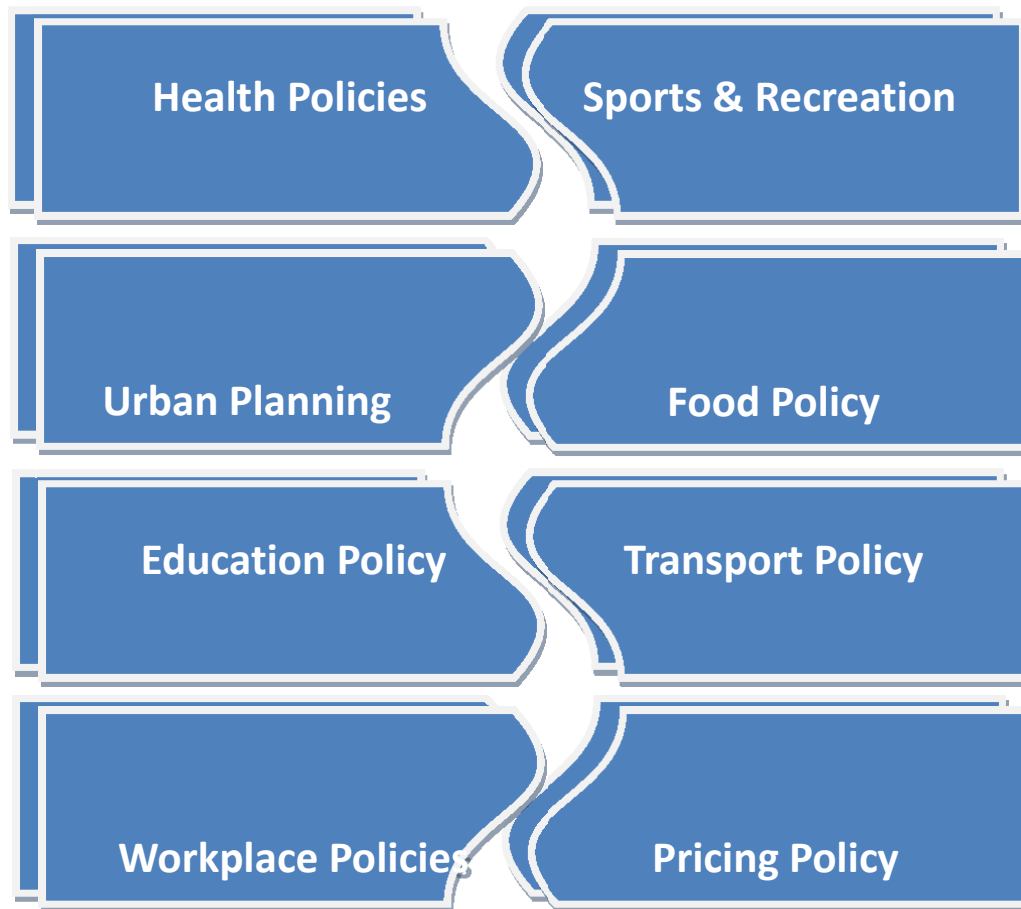 Health Policies
Sports & Recreation
Urban Planning
Food Policy
Education Policy
Transport Policy
Workplace Policies
Pricing Policy